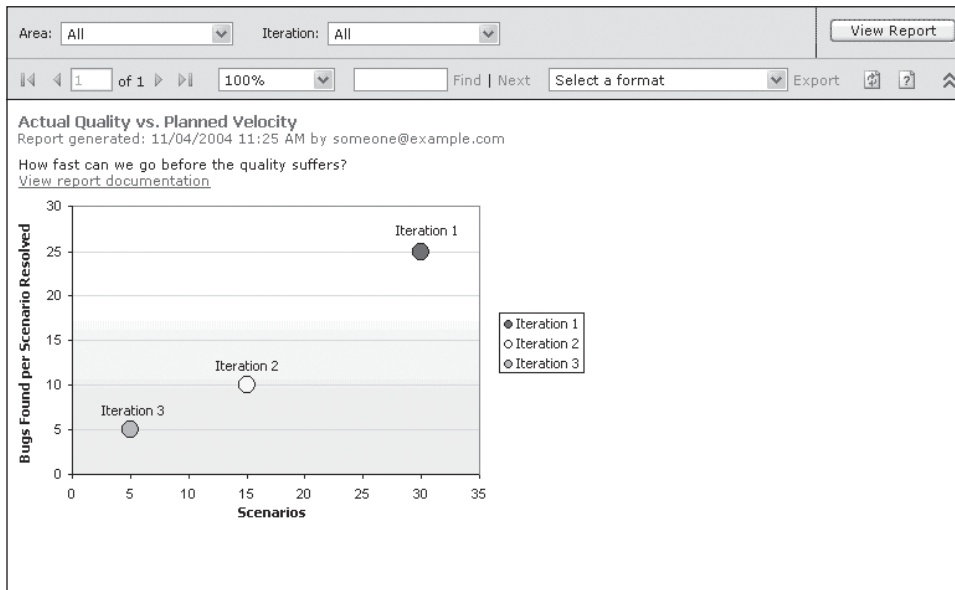 Area: All Iteration: All View Report
1 of 1 100% Find | Next Select a format Export ?
Actual Quality vs. Planned Velocity
Report generated: 11/04/2004 11:25 AM by someone@example.com
How fast can we go before the quality suffers?
View report documentation
Bugs Found per Scenario Resolved
30
25
20
15
10
5
0
Iteration 1
Iteration 2
Iteration 3
0 5 10 15 20 25 30 35
Scenarios
Iteration 1
Iteration 2
Iteration 3